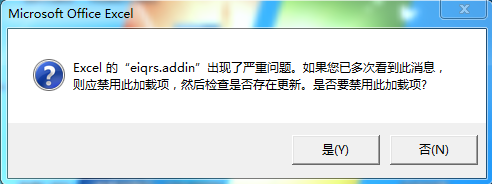 Microsoft Office Excel
Excel 的“eiqrs.addin”出现了严重问题。如果您已多次看到此消息，
则应禁用此加载项，然后检查是否存在更新。是否要禁用此加载项?
是(Y)
否(N)